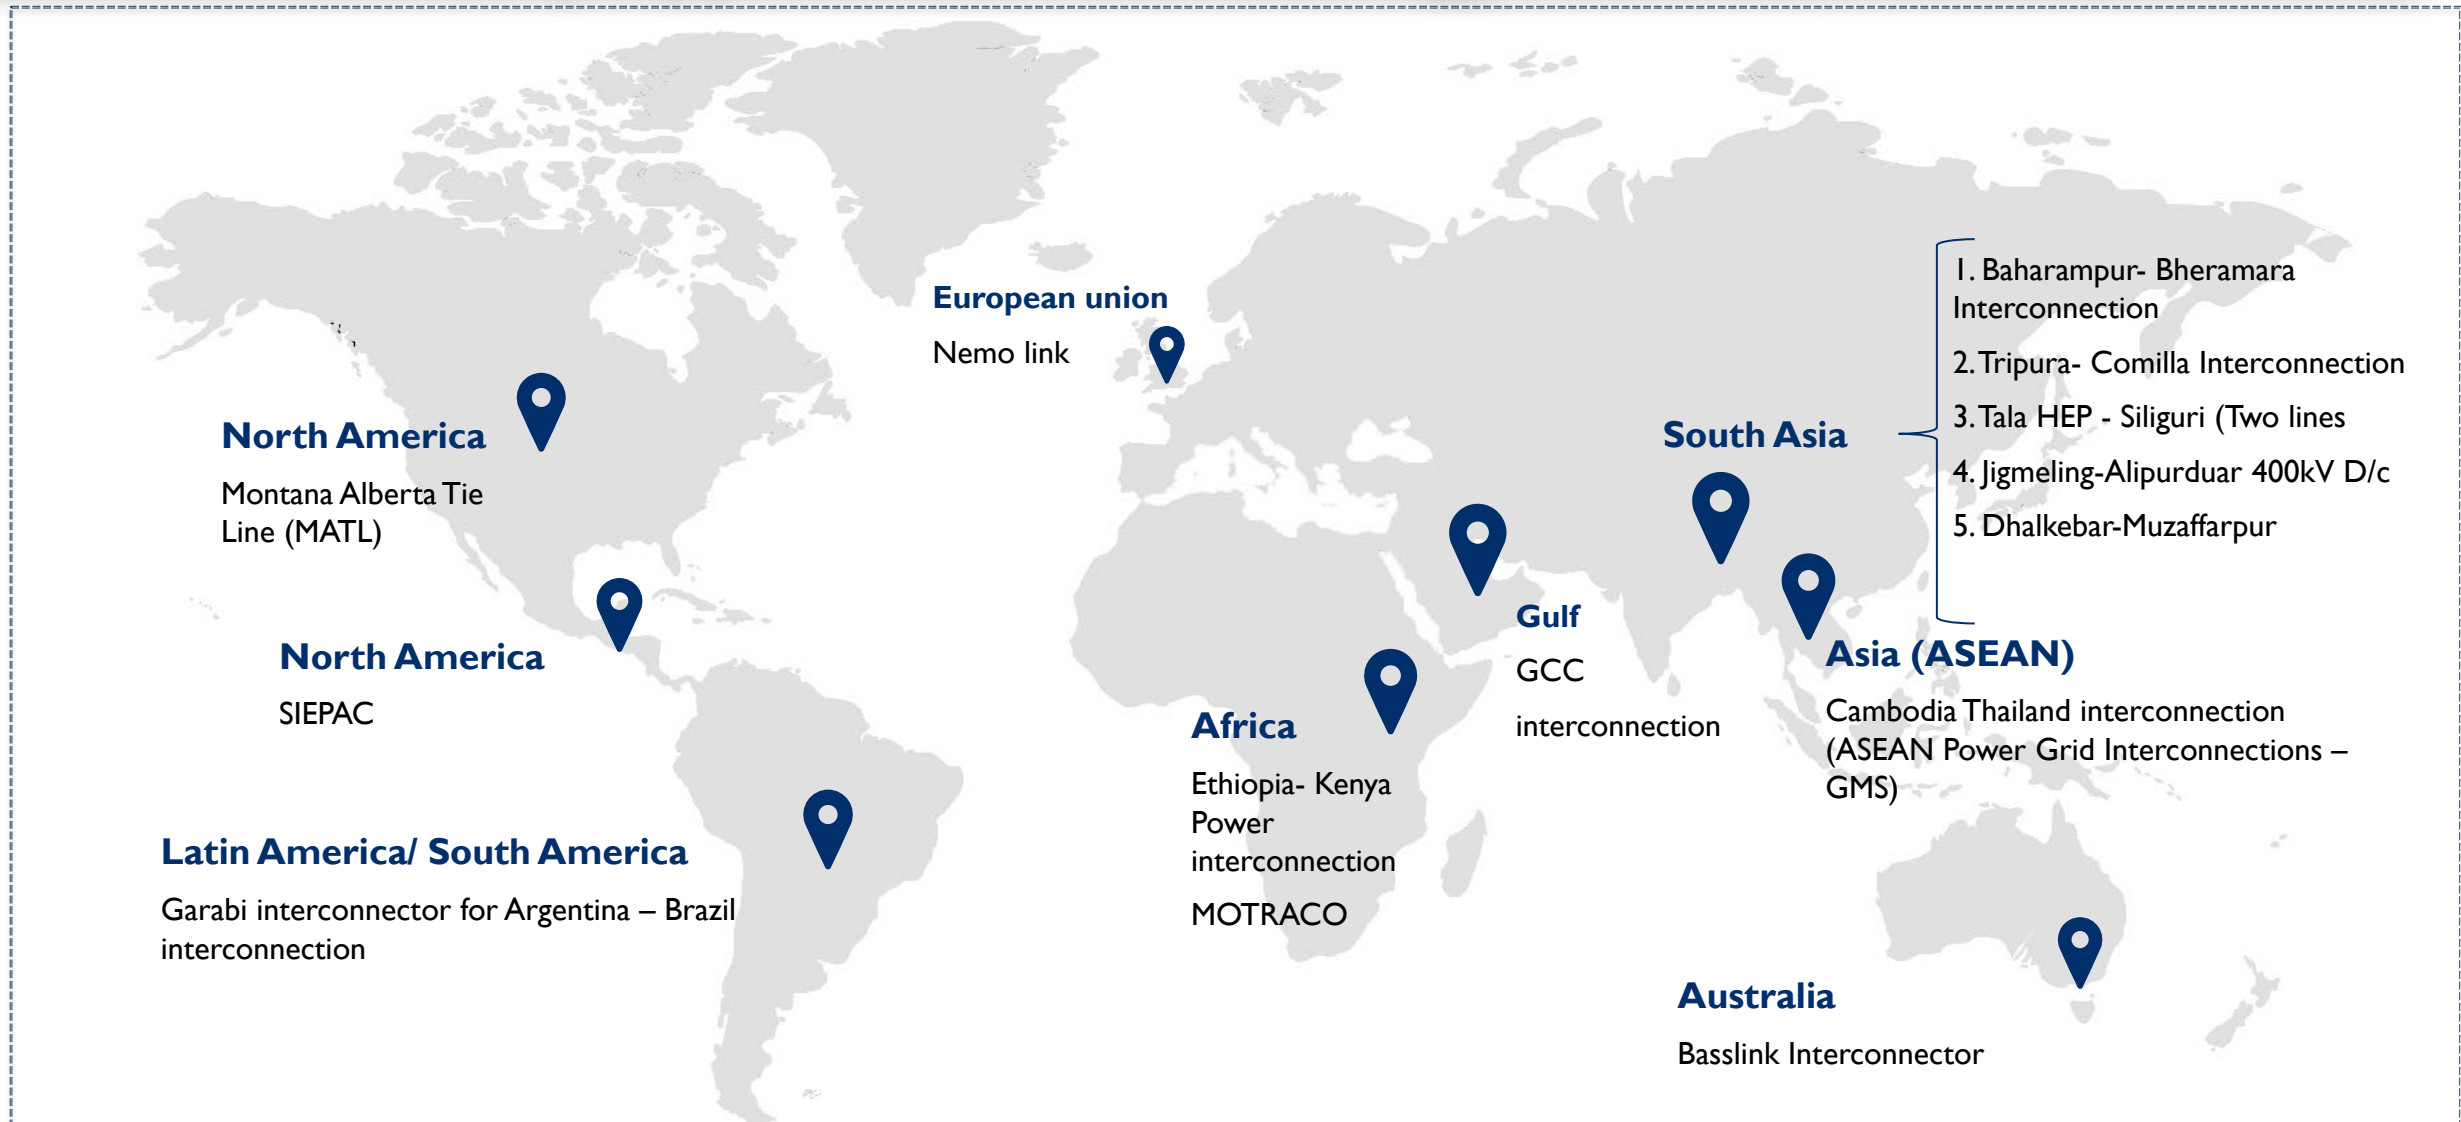 European union
Nemo link
North America
Montana Alberta Tie
Line (MATL)
North America
SIEPAC
Latin America/ South America
Garabi interconnector for Argentina – Brazil
interconnection
Africa
Ethiopia- Kenya
Power
interconnection
MOTRACO
Gulf
GCC
interconnection
South Asia
1. Baharampur- Bheramara
Interconnection
2. Tripura- Comilla Interconnection
3. Tala HEP - Siliguri (Two lines
4. Jigmeling-Alipurduar 400kV D/c
5. Dhalkebar-Muzaffarpur
Asia (ASEAN)
Cambodia Thailand interconnection
(ASEAN Power Grid Interconnections –
GMS)
Australia
Basslink Interconnector